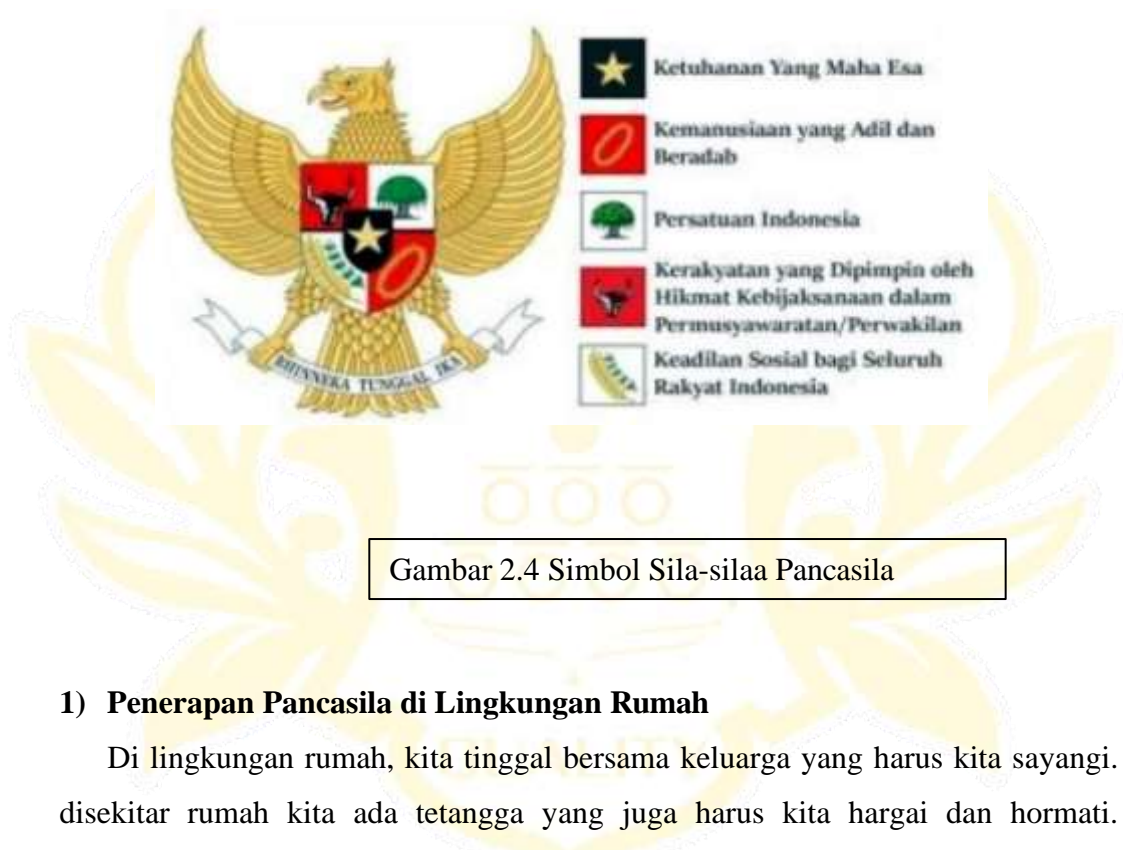 Ketuhanan Yang Maha Esa
Kemanusiaan yang Adil dan
Beradab
Persatuan Indonesia
Kerakyatan yang Dipimpin oleh
Hikmat Kebijaksanaan dalam
Permusyawaratan/Perwakilan
Keadilan Sosial bagi Seluruh
Rakyat Indonesia
BHINNEKA TUNGGAL IKA
Gambar 2.4 Simbol Sila-silaa Pancasila
1) Penerapan Pancasila di Lingkungan Rumah
Di lingkungan rumah, kita tinggal bersama keluarga yang harus kita sayangi.
disekitar rumah kita ada tetangga yang juga harus kita hargai dan hormati.
QUALITY